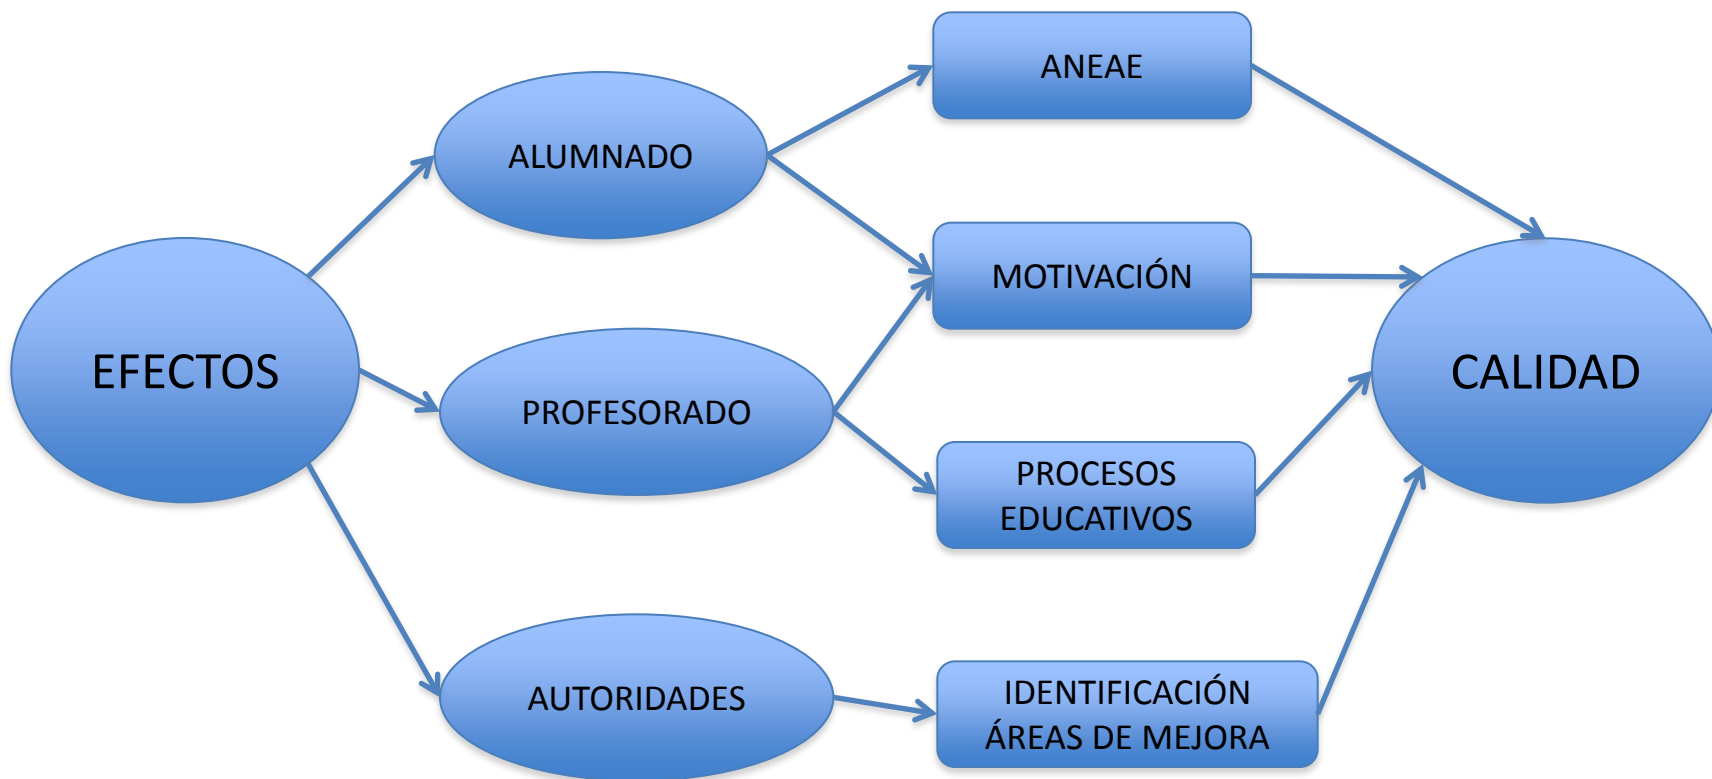 ANEAE
ALUMNADO
MOTIVACIÓN
EFECTOS
PROFESORADO
CALIDAD
PROCESOS
EDUCATIVOS
AUTORIDADES
IDENTIFICACIÓN
ÁREAS DE MEJORA